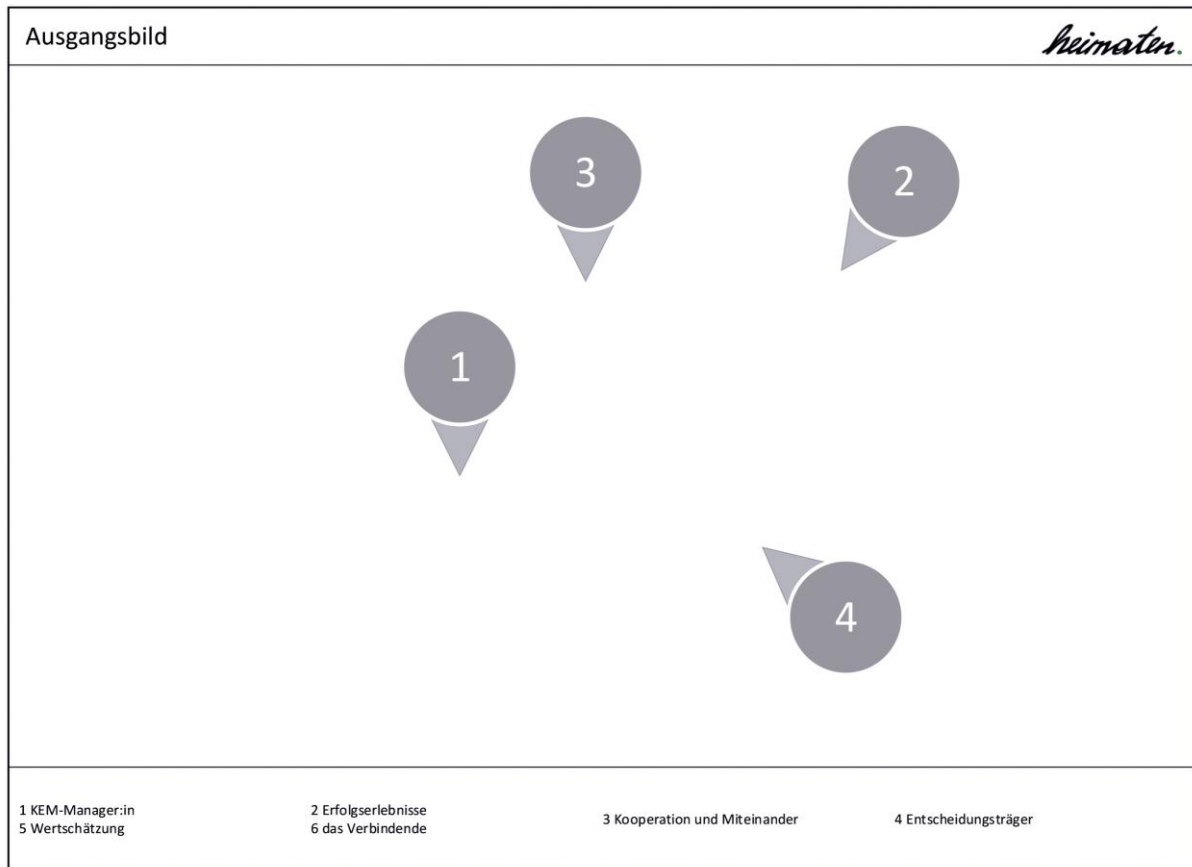 Ausgangsbild
heimaten.
3
2
1
4
1 KEM-Manager:in
2 Erfolgserlebnisse
3 Kooperation und Miteinander
4 Entscheidungsträger
5 Wertschätzung
6 das Verbindende